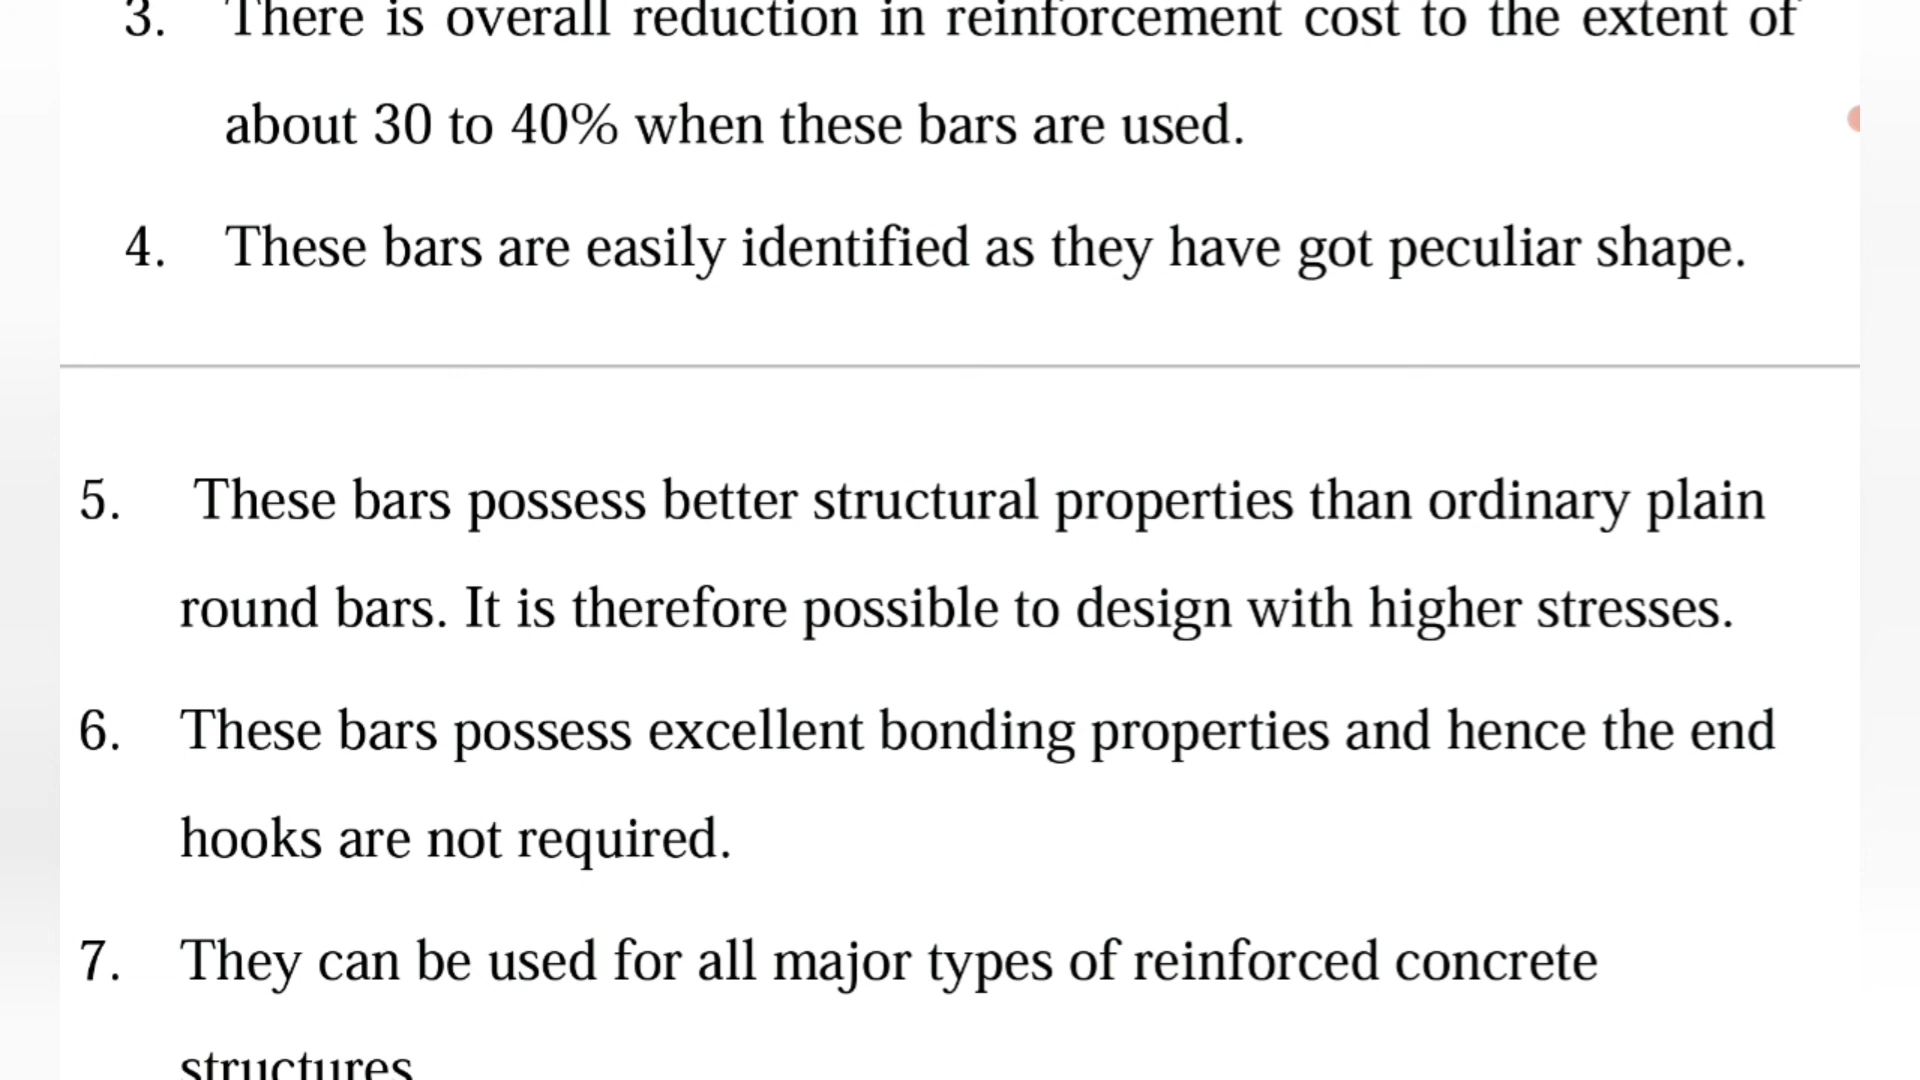 3. There is overall reduction in reinforcement cost to the extent of
about 30 to 40% when these bars are used.
4. These bars are easily identified as they have got peculiar shape.
5. These bars possess better structural properties than ordinary plain
round bars. It is therefore possible to design with higher stresses.
6. These bars possess excellent bonding properties and hence the end
hooks are not required.
7. They can be used for all major types of reinforced concrete
structures